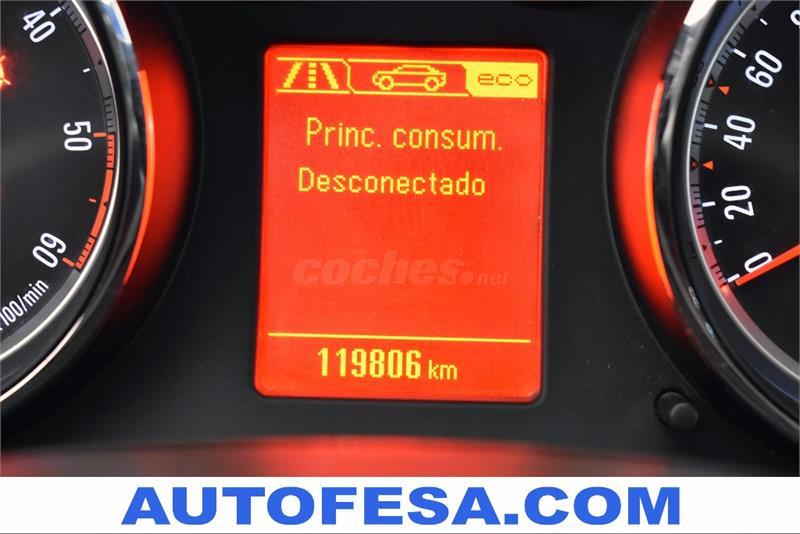 40
50
60
100/min
eco
Princ. consum.
Desconectado
coches.net
119806 km
60
40
20
0
AUTOFESA.COM